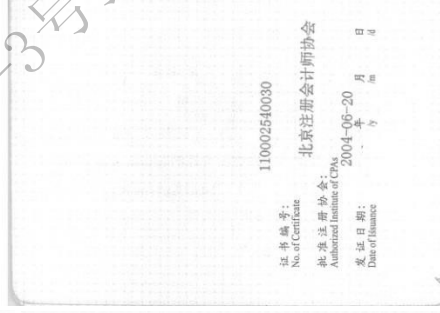 110002540030
证书编号:
No. of Certificate
北京注册会计师协会
批准注册协会:
Authorized Institute of CPAs
2004-06-20
发证日期:
Date of Issuance
年 月 日
/y /m /d
-3号